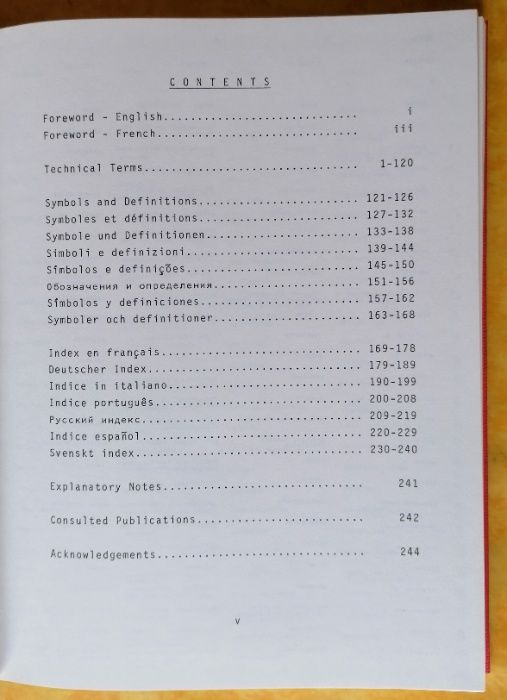 CONTENTS
Foreword - English............................. i
Foreword - French.............................. iii
Technical Terms................................ 1-120
Symbols and Definitions........................ 121-126
Symboles et définitions........................ 127-132
Symbole und Definitionen....................... 133-138
Simboli e definizioni.......................... 139-144
Símbolos e definições.......................... 145-150
Обозначения и определения...................... 151-156
Símbolos y definiciones........................ 157-162
Symboler och definitioner...................... 163-168
Index en français.............................. 169-178
Deutscher Index................................ 179-189
Indice in italiano............................. 190-199
Indice português............................... 200-208
Русский индекс................................. 209-219
Indice español................................. 220-229
Svenskt index.................................. 230-240
Explanatory Notes.............................. 241
Consulted Publications......................... 242
Acknowledgements............................... 244
v